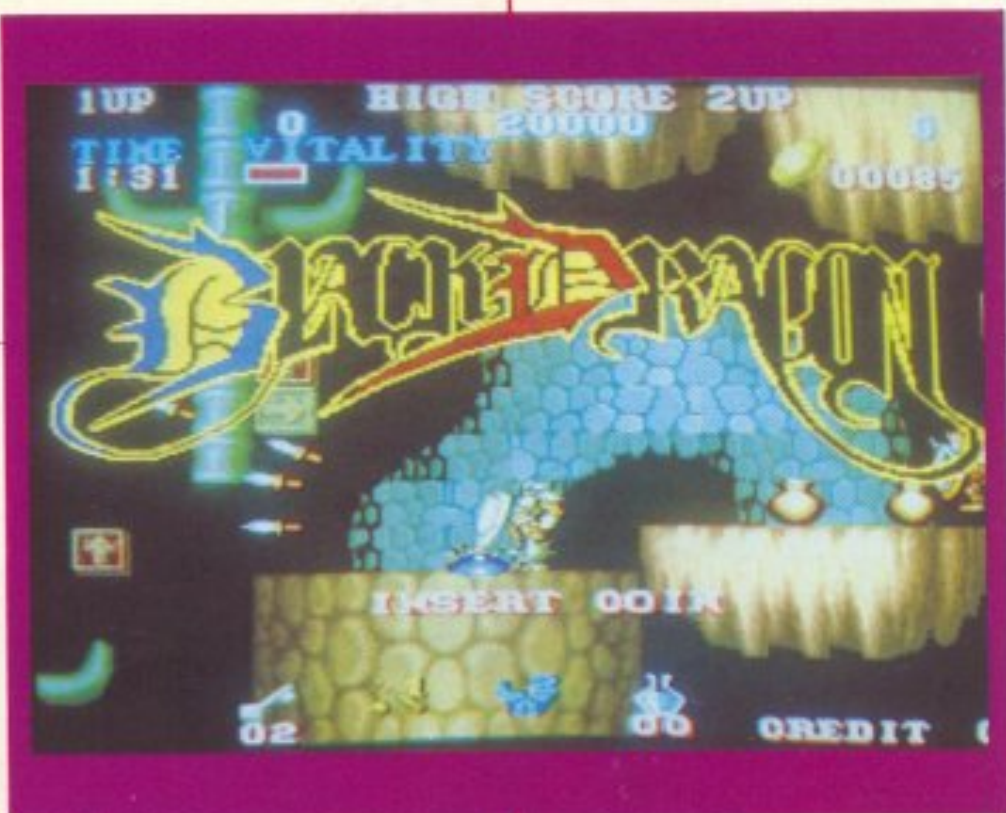 1UP HIGH SCORE 2UP
0 20000 0
TIME VITALITY
1:31 00085
BLACK DRAGON
INSERT COIN
02 00 CREDIT